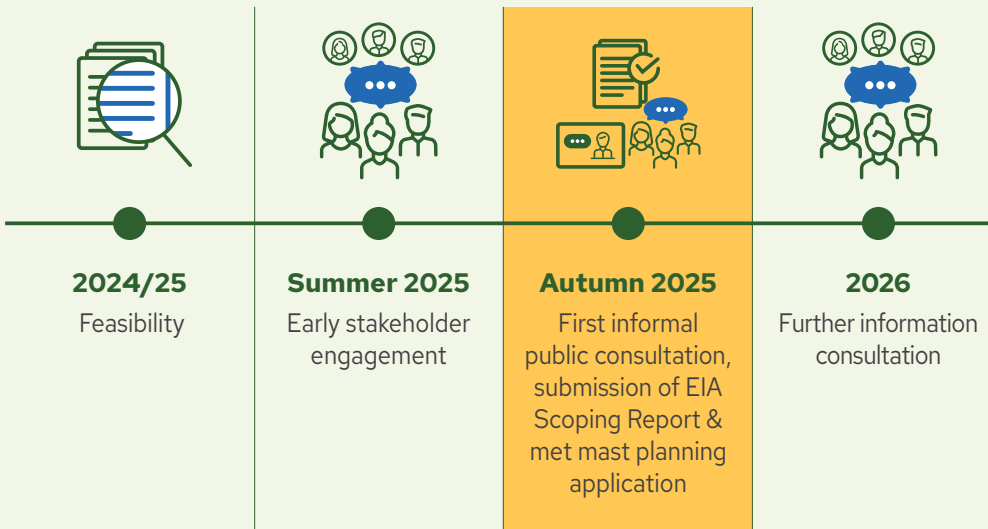 2024/25
Feasibility
Summer 2025
Early stakeholder
engagement
Autumn 2025
First informal
public consultation,
submission of EIA
Scoping Report &
met mast planning
application
2026
Further information
consultation